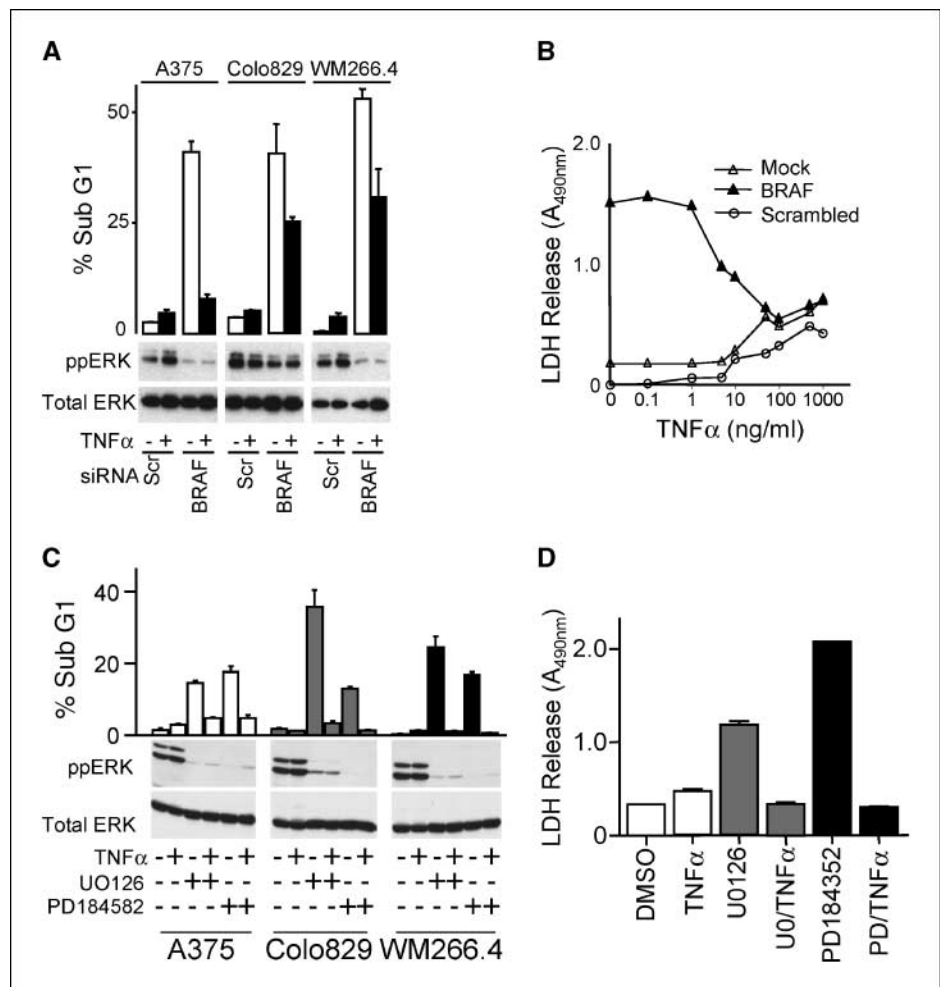 A
A375 Colo829 WM266.4
50
25
0
% Sub G1
ppERK
Total ERK
TNFα - + - + - + - + - + - +
siRNA Scr BRAF Scr BRAF Scr BRAF
B
2.0
1.0
0
LDH Release (A490nm)
Mock
BRAF
Scrambled
0 0.1 1 10 100 1000
TNFα (ng/ml)
C
40
20
0
% Sub G1
ppERK
Total ERK
TNFα - + - + - + - + - + - + - + - + - +
UO126 - - + + - - - - + + - - - - + + - -
PD184582 - - - - + + - - - - + + - - - - + +
A375 Colo829 WM266.4
D
2.0
1.0
0
LDH Release (A490nm)
DMSO
TNFα
U0126
U0/TNFα
PD184352
PD/TNFα